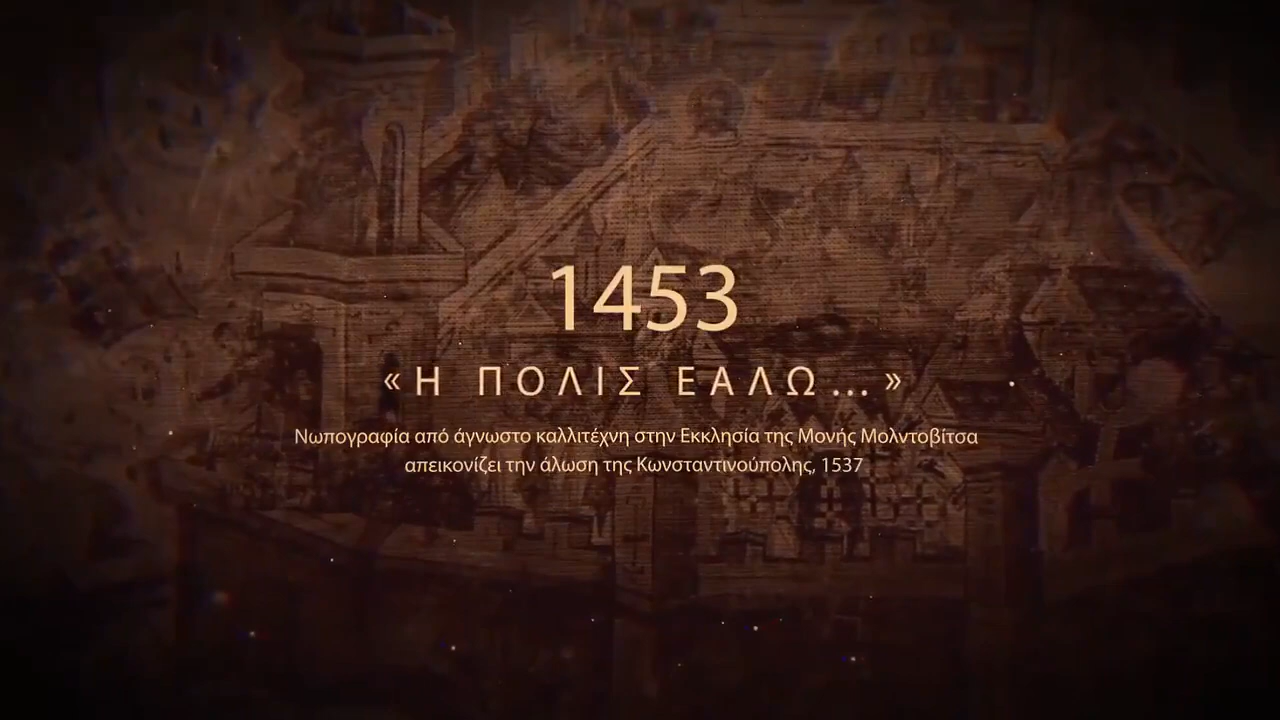 1453
«Η ΠΟΛΙΣ ΕΑΛΩ...»
Νωπογραφία από άγνωστο καλλιτέχνη στην Εκκλησία της Μονής Μολντοβίτσα
απεικονίζει την άλωση της Κωνσταντινούπολης, 1537